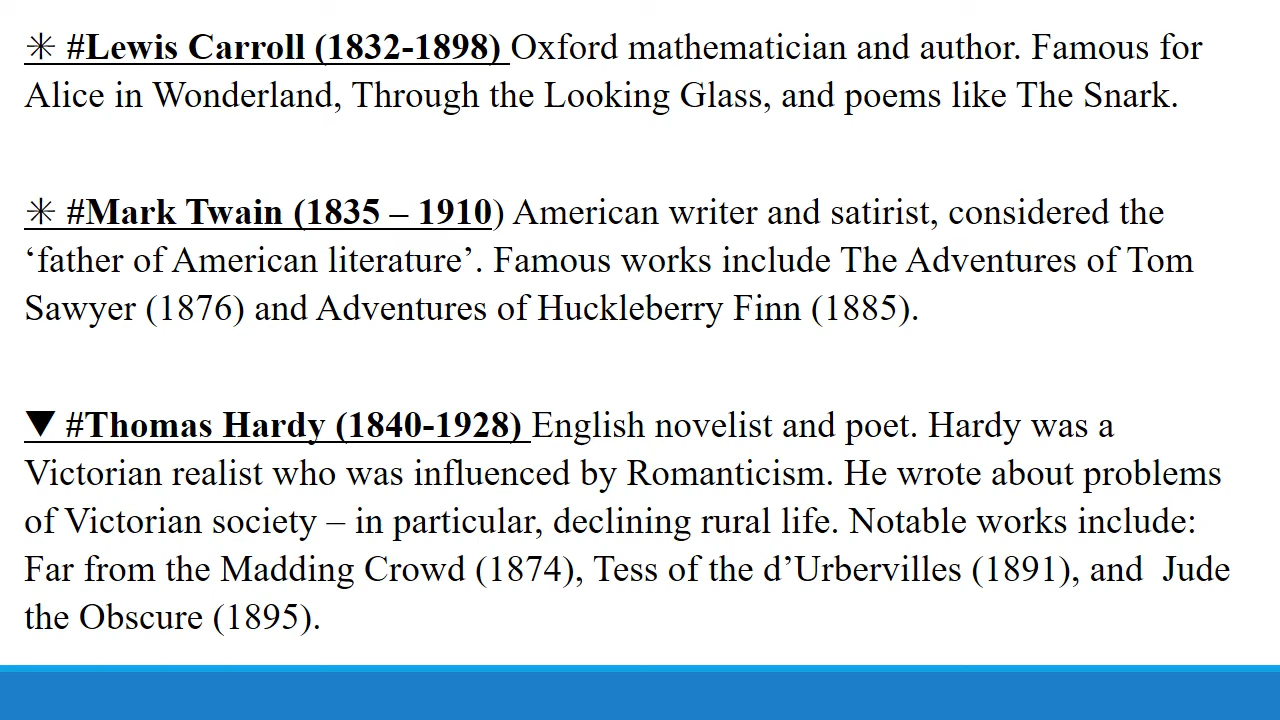 ✳ #Lewis Carroll (1832-1898) Oxford mathematician and author. Famous for
Alice in Wonderland, Through the Looking Glass, and poems like The Snark.
✳ #Mark Twain (1835 – 1910) American writer and satirist, considered the
‘father of American literature’. Famous works include The Adventures of Tom
Sawyer (1876) and Adventures of Huckleberry Finn (1885).
▼ #Thomas Hardy (1840-1928) English novelist and poet. Hardy was a
Victorian realist who was influenced by Romanticism. He wrote about problems
of Victorian society – in particular, declining rural life. Notable works include:
Far from the Madding Crowd (1874), Tess of the d’Urbervilles (1891), and  Jude
the Obscure (1895).